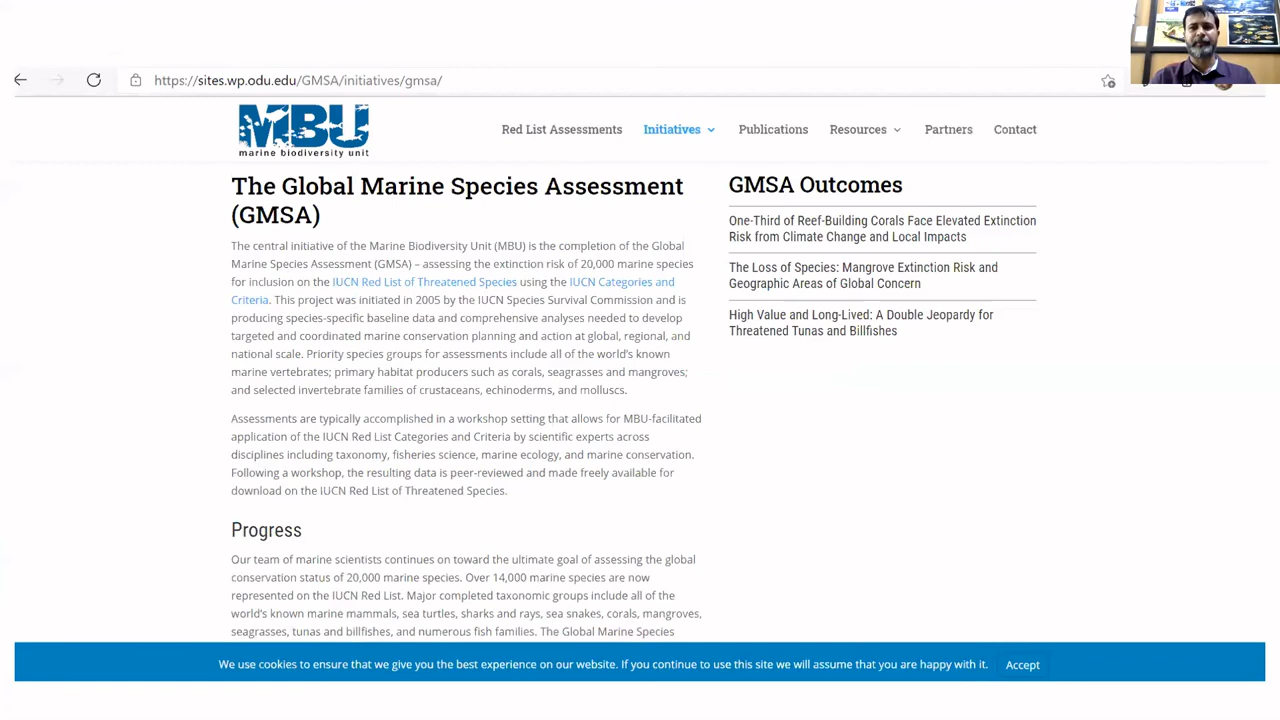 https://sites.wp.odu.edu/GMSA/initiatives/gmsa/
MBU
marine biodiversity unit
Red List Assessments
Initiatives
Publications
Resources
Partners
Contact
The Global Marine Species Assessment
(GMSA)
The central initiative of the Marine Biodiversity Unit (MBU) is the completion of the Global
Marine Species Assessment (GMSA) – assessing the extinction risk of 20,000 marine species
for inclusion on the IUCN Red List of Threatened Species using the IUCN Categories and
Criteria. This project was initiated in 2005 by the IUCN Species Survival Commission and is
producing species-specific baseline data and comprehensive analyses needed to develop
targeted and coordinated marine conservation planning and action at global, regional, and
national scale. Priority species groups for assessments include all of the world's known
marine vertebrates; primary habitat producers such as corals, seagrasses and mangroves;
and selected invertebrate families of crustaceans, echinoderms, and molluscs.
Assessments are typically accomplished in a workshop setting that allows for MBU-facilitated
application of the IUCN Red List Categories and Criteria by scientific experts across
disciplines including taxonomy, fisheries science, marine ecology, and marine conservation.
Following a workshop, the resulting data is peer-reviewed and made freely available for
download on the IUCN Red List of Threatened Species.
Progress
Our team of marine scientists continues on toward the ultimate goal of assessing the global
conservation status of 20,000 marine species. Over 14,000 marine species are now
represented on the IUCN Red List. Major completed taxonomic groups include all of the
world's known marine mammals, sea turtles, sharks and rays, sea snakes, corals, mangroves,
seagrasses, tunas and billfishes, and numerous fish families. The Global Marine Species
GMSA Outcomes
One-Third of Reef-Building Corals Face Elevated Extinction
Risk from Climate Change and Local Impacts
The Loss of Species: Mangrove Extinction Risk and
Geographic Areas of Global Concern
High Value and Long-Lived: A Double Jeopardy for
Threatened Tunas and Billfishes
We use cookies to ensure that we give you the best experience on our website. If you continue to use this site we will assume that you are happy with it.
Accept